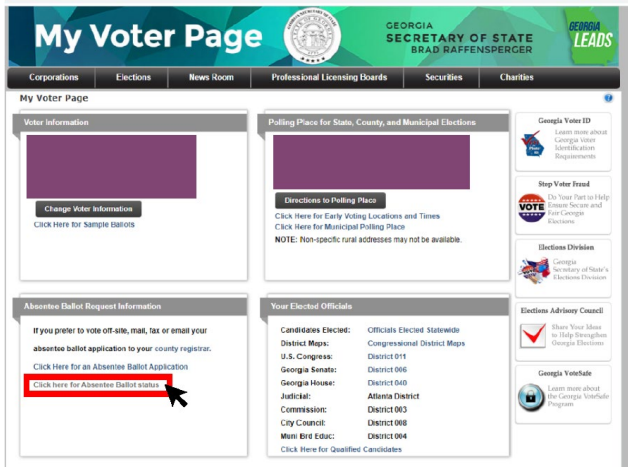 My Voter Page
GEORGIA
SECRETARY OF STATE
BRAD RAFFENSPERGER
GEORGIA
LEADS
Corporations
Elections
News Room
Professional Licensing Boards
Securities
Charities
My Voter Page
Voter Information
Change Voter Information
Click Here for Sample Ballots
Polling Place for State, County, and Municipal Elections
Directions to Polling Place
Click Here for Early Voting Locations and Times
Click Here for Municipal Polling Place
NOTE: Non-specific rural addresses may not be available.
Absentee Ballot Request Information
If you prefer to vote off-site, mail, fax or email your
absentee ballot application to your county registrar.
Click Here for an Absentee Ballot Application
Click here for Absentee Ballot status
Your Elected Officials
Candidates Elected: Officials Elected Statewide
District Maps: Congressional District Maps
U.S. Congress: District 011
Georgia Senate: District 006
Georgia House: District 040
Judicial: Atlanta District
Commission: District 003
City Council: District 008
Muni Brd Educ: District 004
Click Here for Qualified Candidates
Georgia Voter ID
Learn more about
Georgia Voter
Identification
Requirements
Stop Voter Fraud
VOTE
Do Your Part to Help
Ensure Secure and
Fair Georgia
Elections
Elections Division
Georgia
Secretary of State's
Elections Division
Elections Advisory Council
Share Your Ideas
to Help Strengthen
Georgia Elections
Georgia VoteSafe
Learn more about
the Georgia VoteSafe
Program